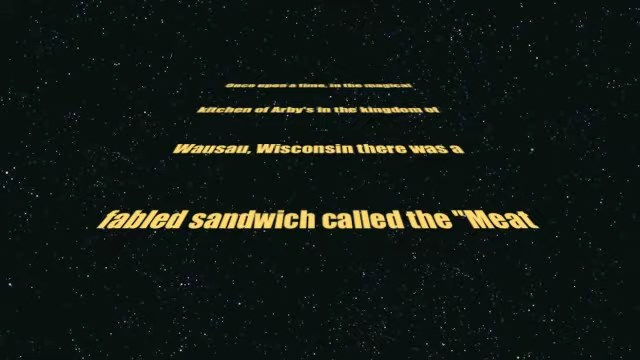 Once upon a time, in the magical
kitchen of Arby's in the kingdom of
Wausau, Wisconsin there was a
fabled sandwich called the "Meat